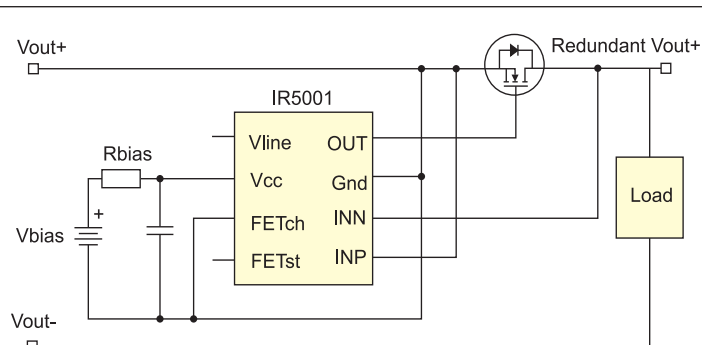 Vout+
Redundant Vout+
IR5001
Vline
OUT
Rbias
Vcc
Gnd
Load
+
FETch
INN
Vbias
FETst
INP
Vout-